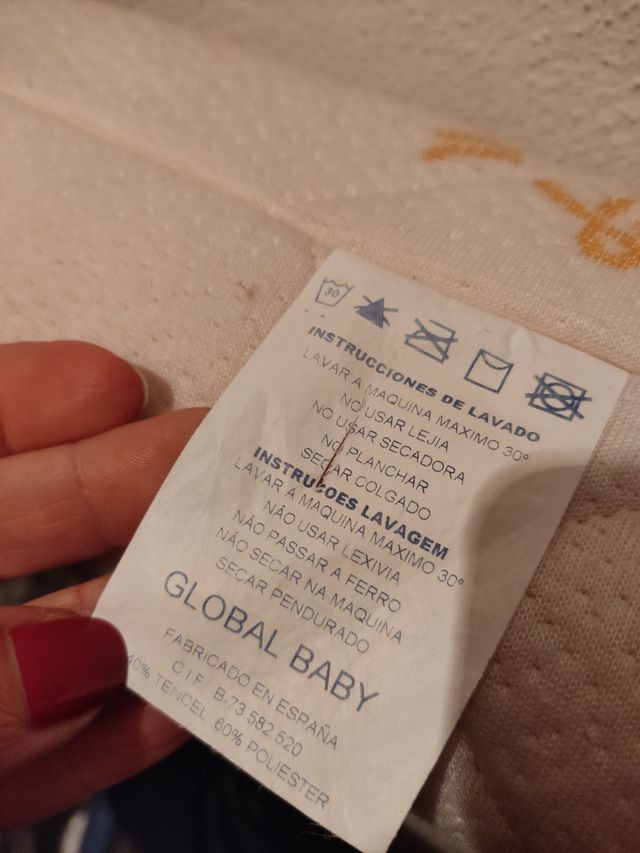 30
INSTRUCCIONES DE LAVADO
LAVAR A MAQUINA MAXIMO 30°
NO USAR LEJIA
NO USAR SECADORA
NO PLANCHAR
SECAR COLGADO
INSTRUÇOES LAVAGEM
LAVAR A MAQUINA MAXIMO 30°
NÃO USAR LEXIVIA
NÃO PASSAR A FERRO
NÃO SECAR NA MAQUINA
SECAR PENDURADO
GLOBAL BABY
FABRICADO EN ESPAÑA
C.I.F. B-73 582 520
40% TENCEL 60% POLIESTER